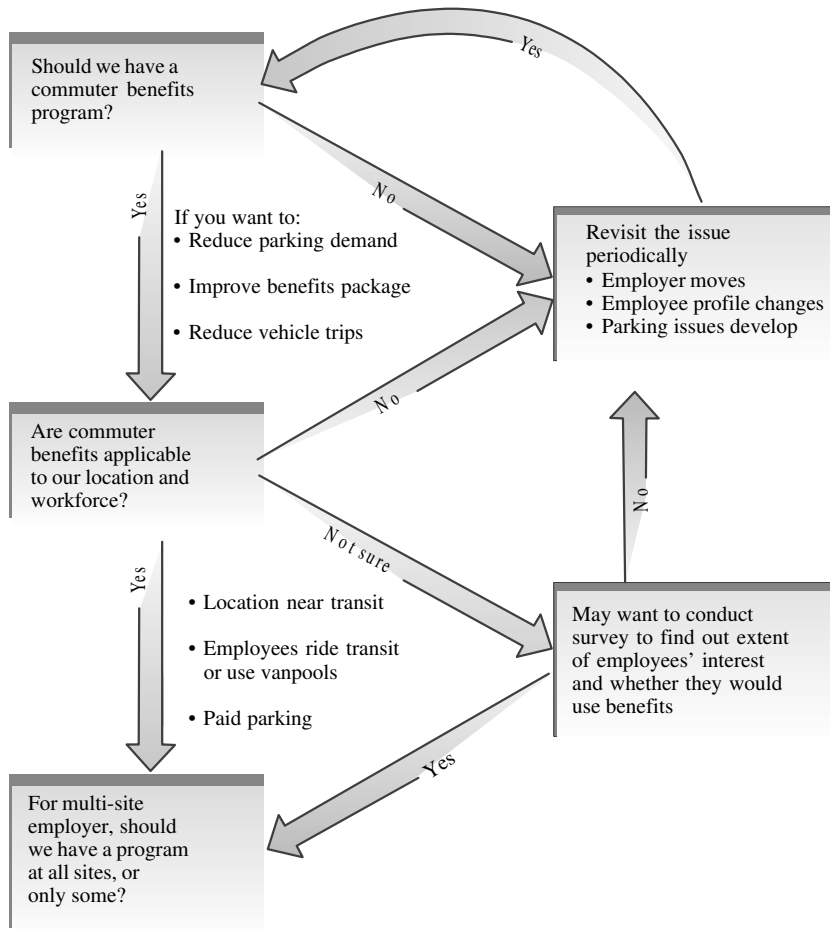 Should we have a
commuter benefits
program?
Yes
Yes
No
If you want to:
• Reduce parking demand
• Improve benefits package
• Reduce vehicle trips
Revisit the issue
periodically
• Employer moves
• Employee profile changes
• Parking issues develop
No
Are commuter
benefits applicable
to our location and
workforce?
Not sure
No
Yes
• Location near transit
• Employees ride transit
or use vanpools
• Paid parking
May want to conduct
survey to find out extent
of employees’ interest
and whether they would
use benefits
Yes
For multi-site
employer, should
we have a program
at all sites, or
only some?